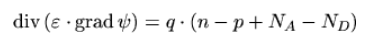 div (ε · grad ψ) = q · (n − p + N_A − N_D)